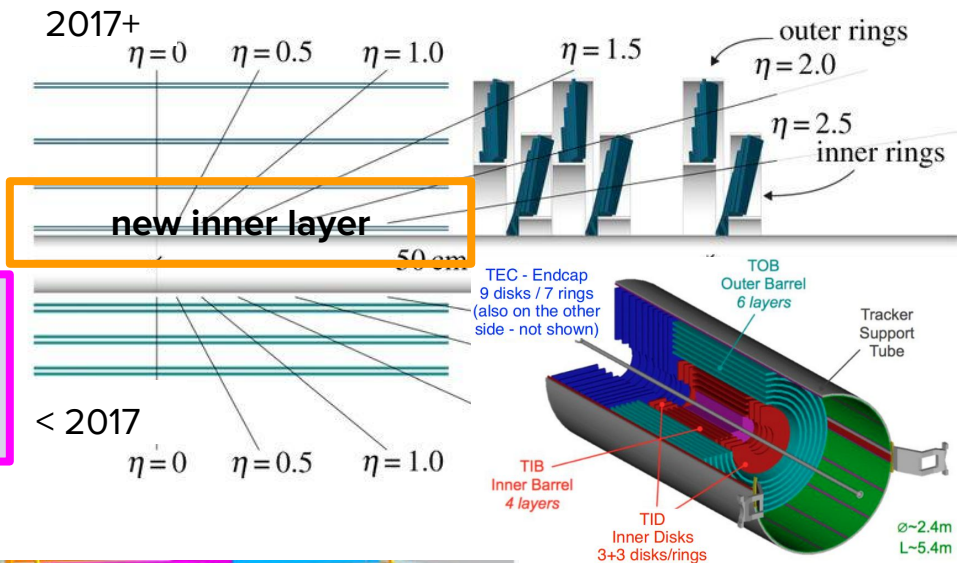 2017+
η=0
η=0.5
η=1.0
η=1.5
outer rings
η=2.0
η=2.5
inner rings
new inner layer
50 cm
TEC - Endcap
9 disks / 7 rings
(also on the other
side - not shown)
TOB
Outer Barrel
6 layers
Tracker
Support
Tube
< 2017
η=0
η=0.5
η=1.0
TIB
Inner Barrel
4 layers
TID
Inner Disks
3+3 disks/rings
⌀~2.4m
L~5.4m